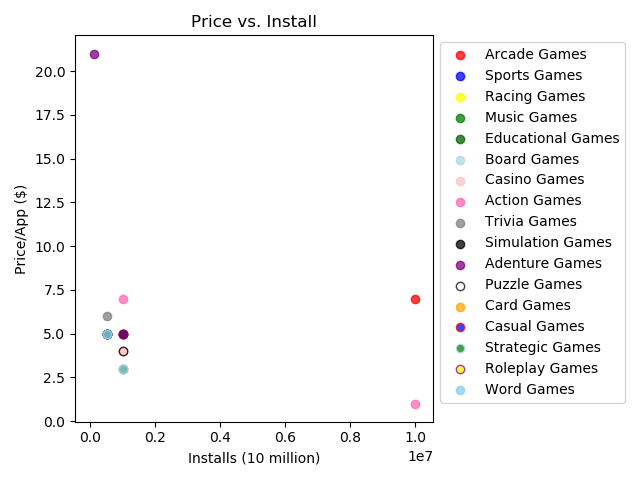 Price vs. Install
Price/App ($)
20.0
17.5
15.0
12.5
10.0
7.5
5.0
2.5
0.0
0.0
0.2
0.4
0.6
0.8
1.0
1e7
Installs (10 million)
Arcade Games
Sports Games
Racing Games
Music Games
Educational Games
Board Games
Casino Games
Action Games
Trivia Games
Simulation Games
Adenture Games
Puzzle Games
Card Games
Casual Games
Strategic Games
Roleplay Games
Word Games